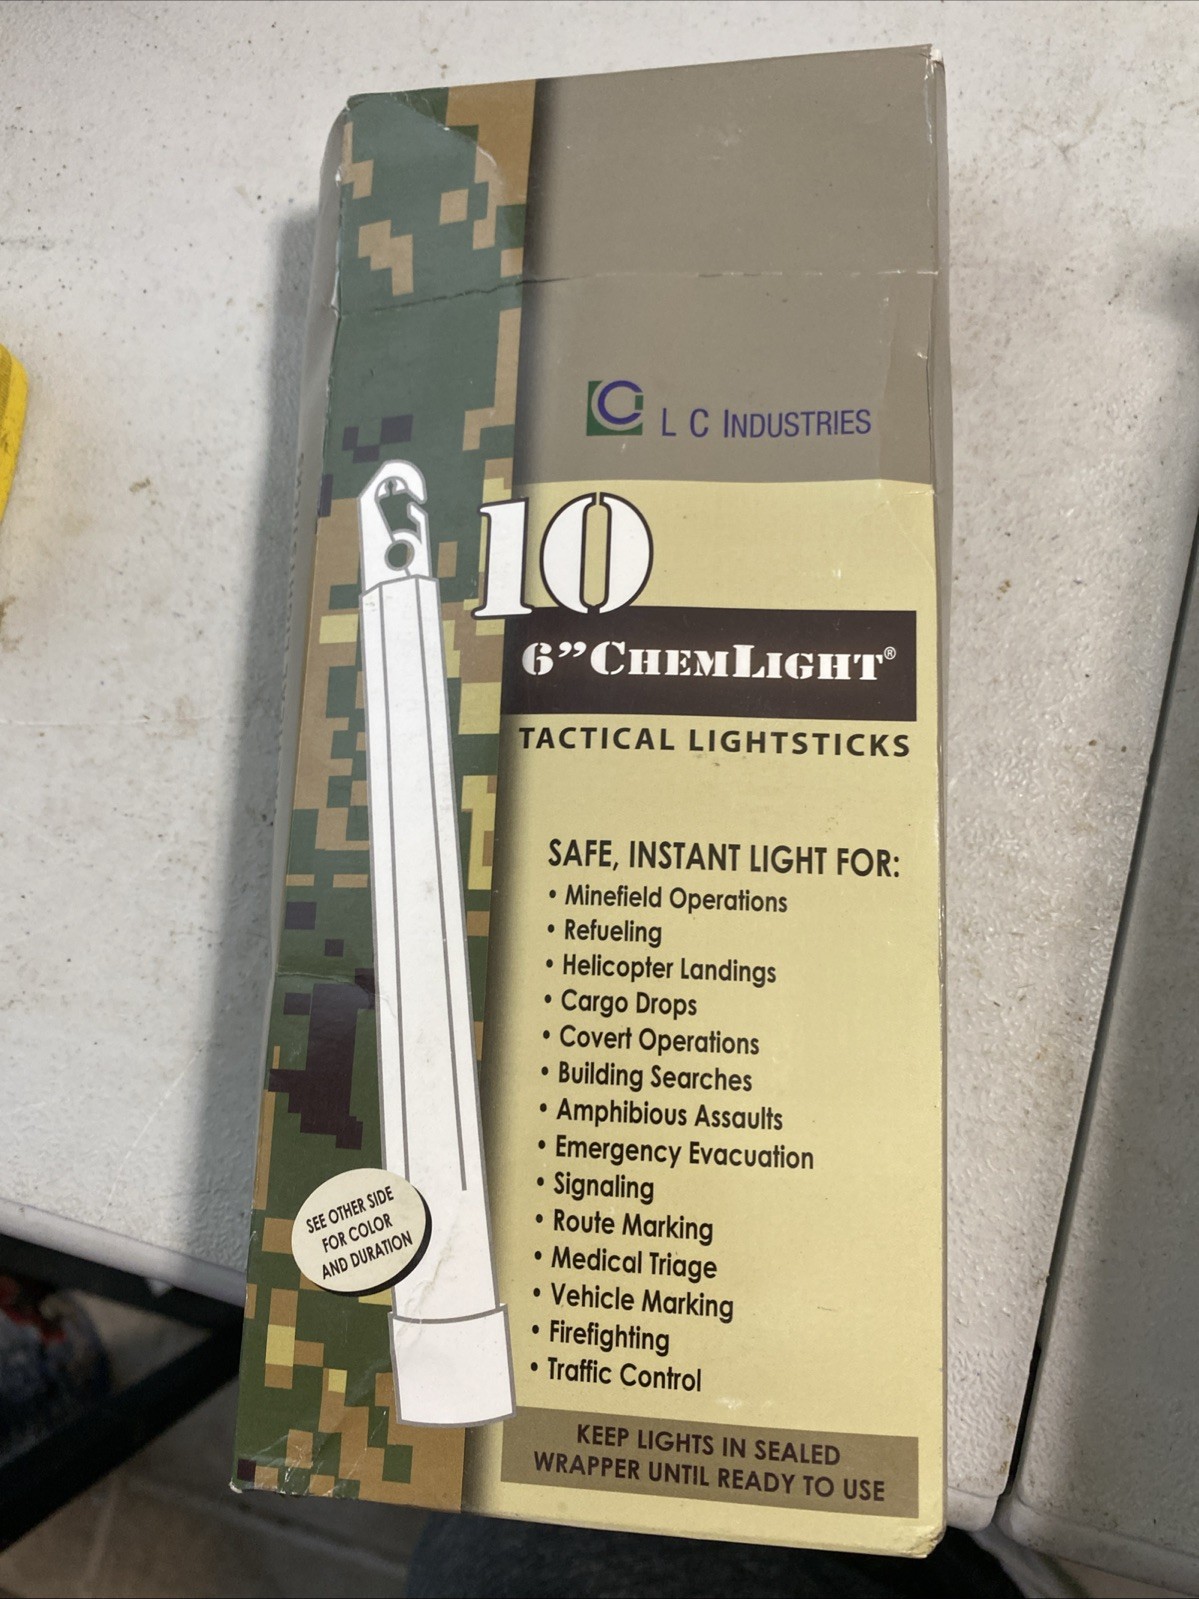 L C INDUSTRIES
10
6” CHEMLIGHT®
TACTICAL LIGHTSTICKS
SAFE, INSTANT LIGHT FOR:
• Minefield Operations
• Refueling
• Helicopter Landings
• Cargo Drops
• Covert Operations
• Building Searches
• Amphibious Assaults
• Emergency Evacuation
• Signaling
• Route Marking
• Medical Triage
• Vehicle Marking
• Firefighting
• Traffic Control
SEE OTHER SIDE
FOR COLOR
AND DURATION
KEEP LIGHTS IN SEALED
WRAPPER UNTIL READY TO USE